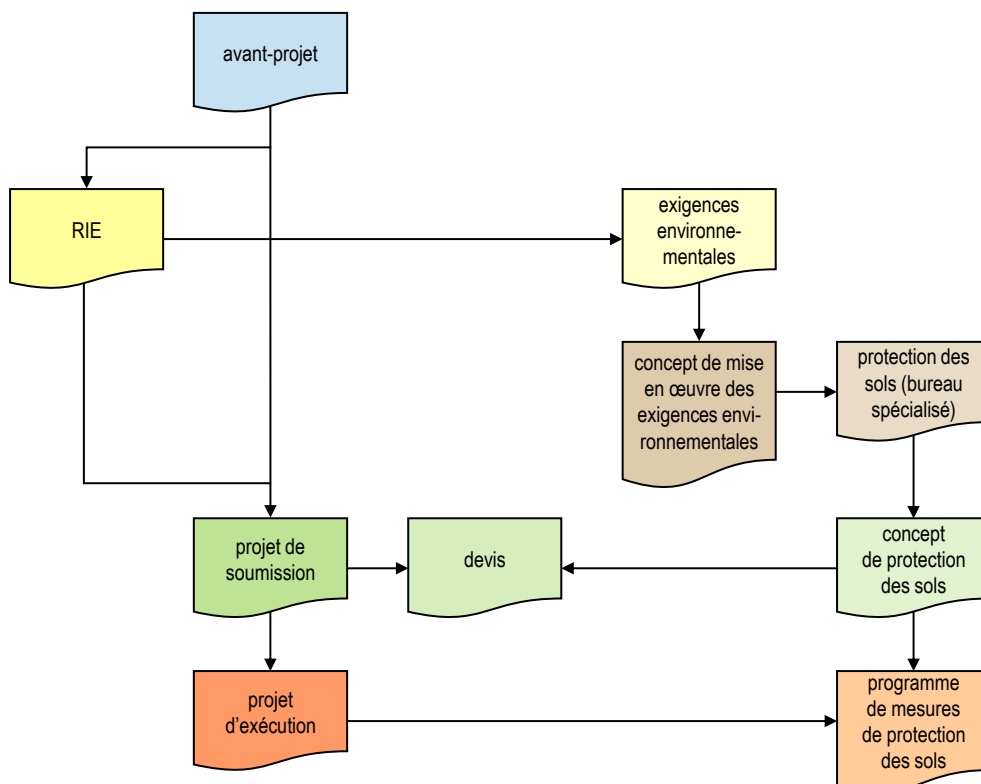 avant-projet
RIE
exigences
environne-
mentales
concept de mise
en œuvre des
exigences envi-
ronnementales
protection des
sols (bureau
spécialisé)
projet de
soumission
devis
concept
de protection
des sols
projet
d’exécution
programme
de mesures
de protection
des sols